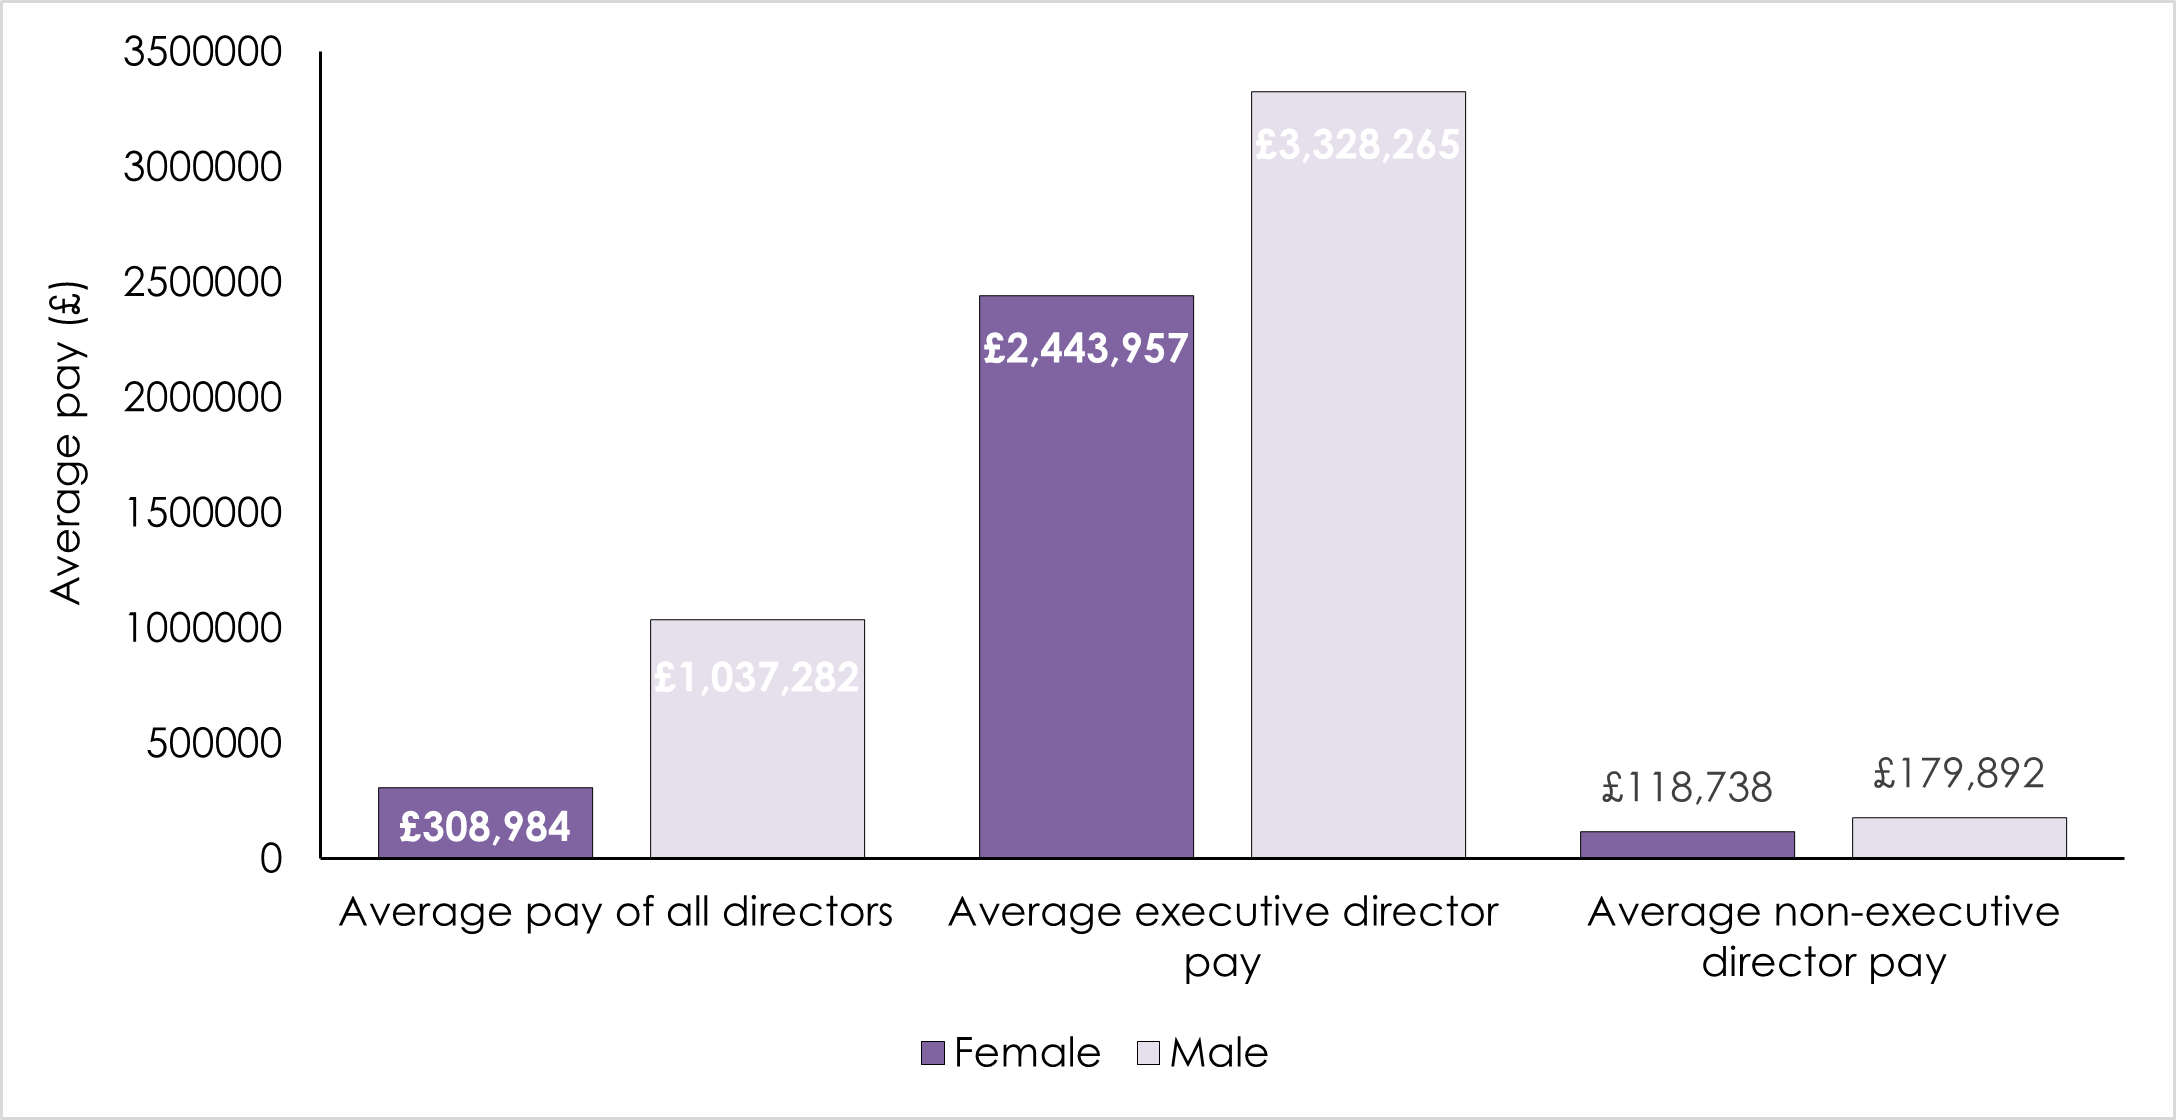 3500000
3000000
2500000
2000000
1500000
1000000
500000
0
Average pay (£)
£308,984
£1,037,282
£2,443,957
£3,328,265
£118,738
£179,892
Average pay of all directors
Average executive director
pay
Average non-executive
director pay
Female
Male